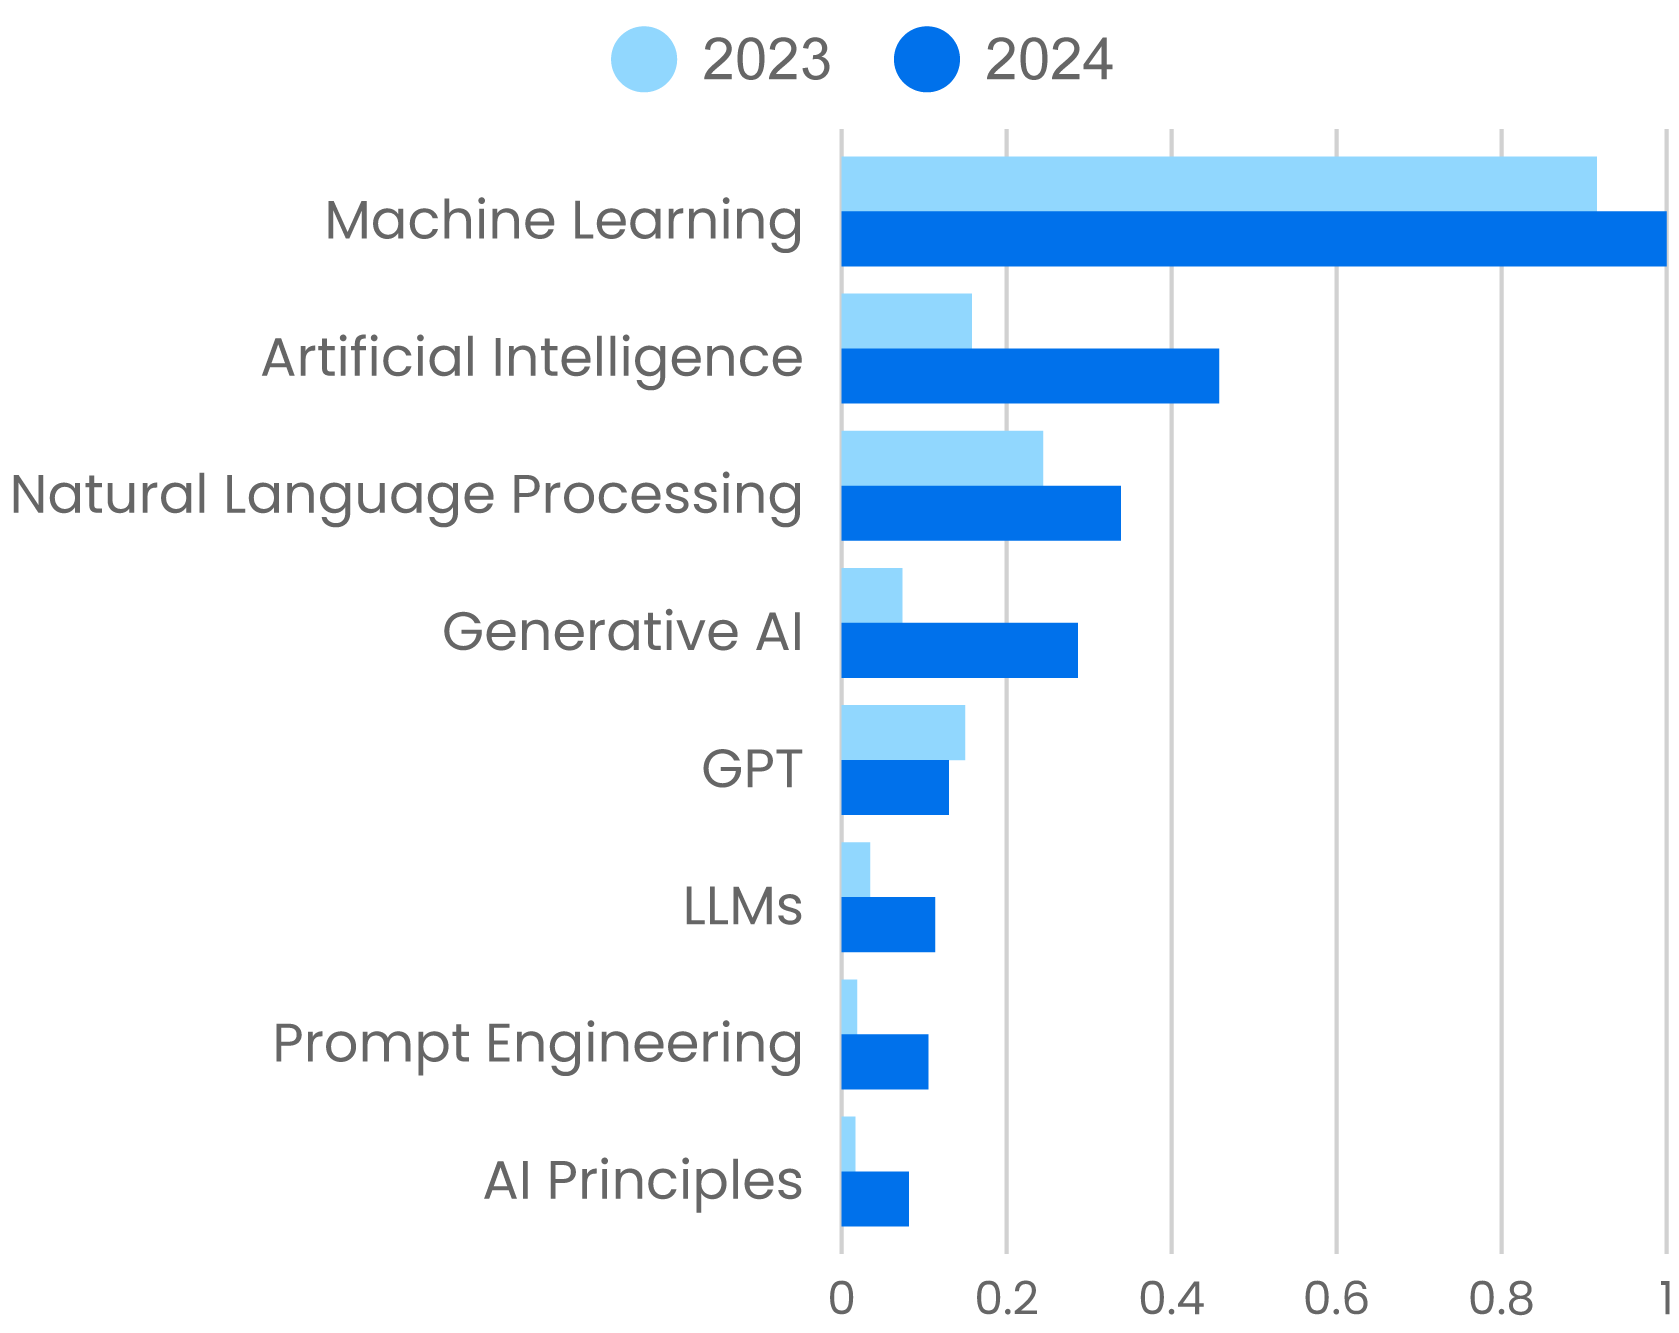 2023 2024
Machine Learning
Artificial Intelligence
Natural Language Processing
Generative AI
GPT
LLMs
Prompt Engineering
AI Principles
0 0.2 0.4 0.6 0.8 1